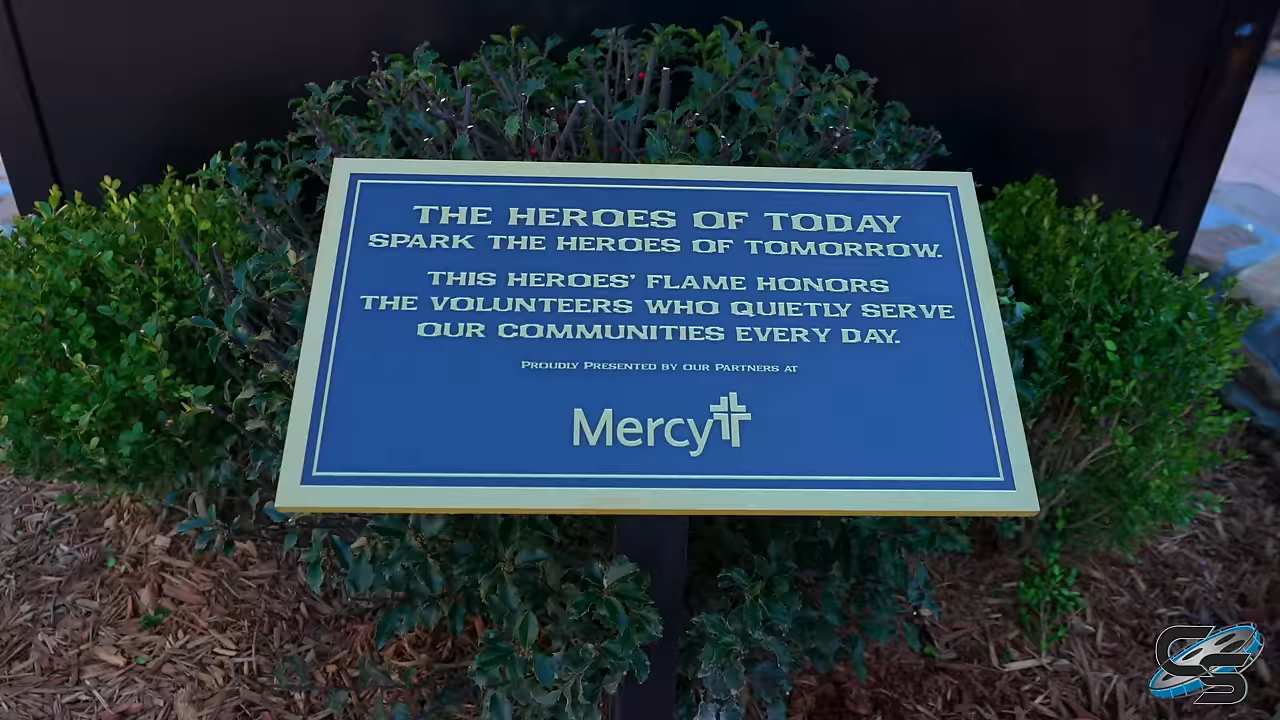 THE HEROES OF TODAY
SPARK THE HEROES OF TOMORROW.
THIS HEROES' FLAME HONORS
THE VOLUNTEERS WHO QUIETLY SERVE
OUR COMMUNITIES EVERY DAY.
PROUDLY PRESENTED BY OUR PARTNERS AT
Mercy